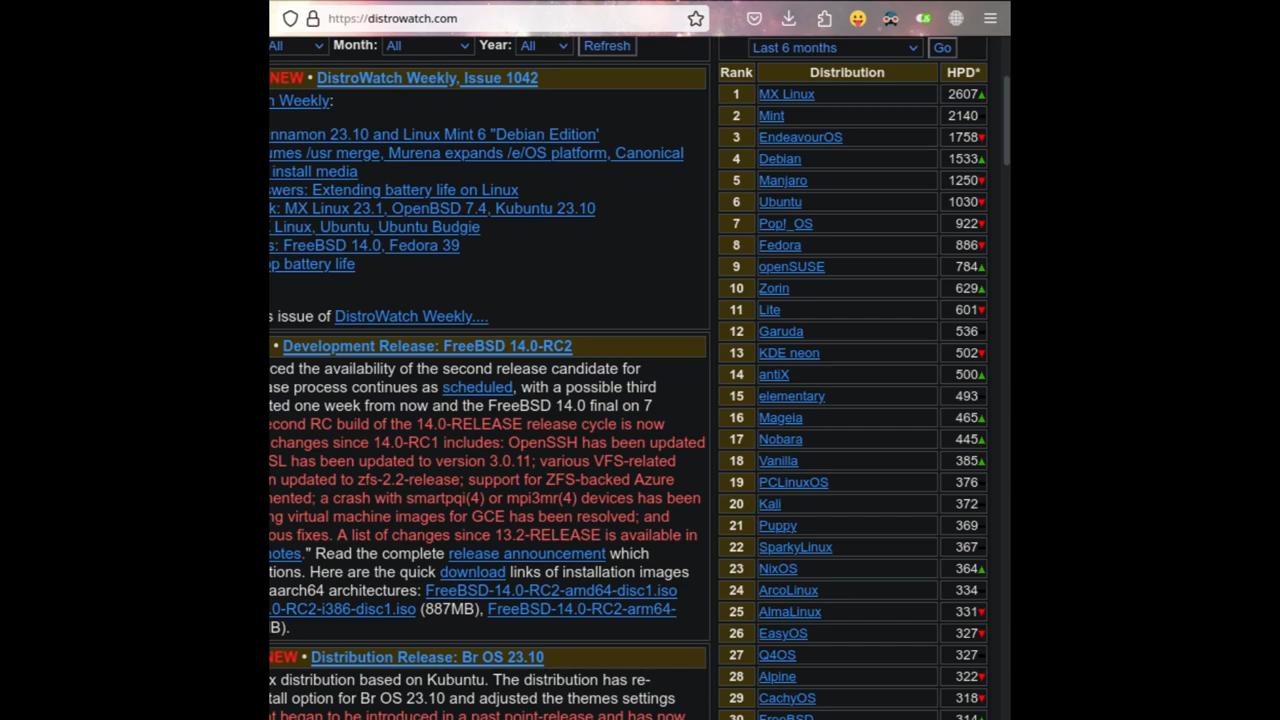 https://distrowatch.com
All Month: All Year: All Refresh
NEW • DistroWatch Weekly, Issue 1042
Weekly:
innamon 23.10 and Linux Mint 6 "Debian Edition'
umes /usr merge, Murena expands /e/OS platform, Canonical
install media
swers: Extending battery life on Linux
k: MX Linux 23.1, OpenBSD 7.4, Kubuntu 23.10
Linux, Ubuntu, Ubuntu Budgie
s: FreeBSD 14.0, Fedora 39
op battery life
s issue of DistroWatch Weekly....
• Development Release: FreeBSD 14.0-RC2
ced the availability of the second release candidate for
ase process continues as scheduled, with a possible third
ted one week from now and the FreeBSD 14.0 final on 7
econd RC build of the 14.0-RELEASE release cycle is now
changes since 14.0-RC1 includes: OpenSSH has been updated
SL has been updated to version 3.0.11; various VFS-related
n updated to zfs-2.2-release; support for ZFS-backed Azure
nented; a crash with smartpqi(4) or mpi3mr(4) devices has been
ng virtual machine images for GCE has been resolved; and
ous fixes. A list of changes since 13.2-RELEASE is available in
notes." Read the complete release announcement which
tions. Here are the quick download links of installation images
aarch64 architectures: FreeBSD-14.0-RC2-amd64-disc1.iso
.0-RC2-i386-disc1.iso (887MB), FreeBSD-14.0-RC2-arm64-
B).
NEW • Distribution Release: Br OS 23.10
x distribution based on Kubuntu. The distribution has re-
tall option for Br OS 23.10 and adjusted the themes settings
t began to be introduced in a past point-release and has now
Last 6 months Go
Rank Distribution HPD*
1 MX Linux 2607
2 Mint 2140
3 EndeavourOS 1758
4 Debian 1533
5 Manjaro 1250
6 Ubuntu 1030
7 Pop!_OS 922
8 Fedora 886
9 openSUSE 784
10 Zorin 629
11 Lite 601
12 Garuda 536
13 KDE neon 502
14 antiX 500
15 elementary 493
16 Mageia 465
17 Nobara 445
18 Vanilla 385
19 PCLinuxOS 376
20 Kali 372
21 Puppy 369
22 SparkyLinux 367
23 NixOS 364
24 ArcoLinux 334
25 AlmaLinux 331
26 EasyOS 327
27 Q4OS 327
28 Alpine 322
29 CachyOS 318
30 FreeBSD 314